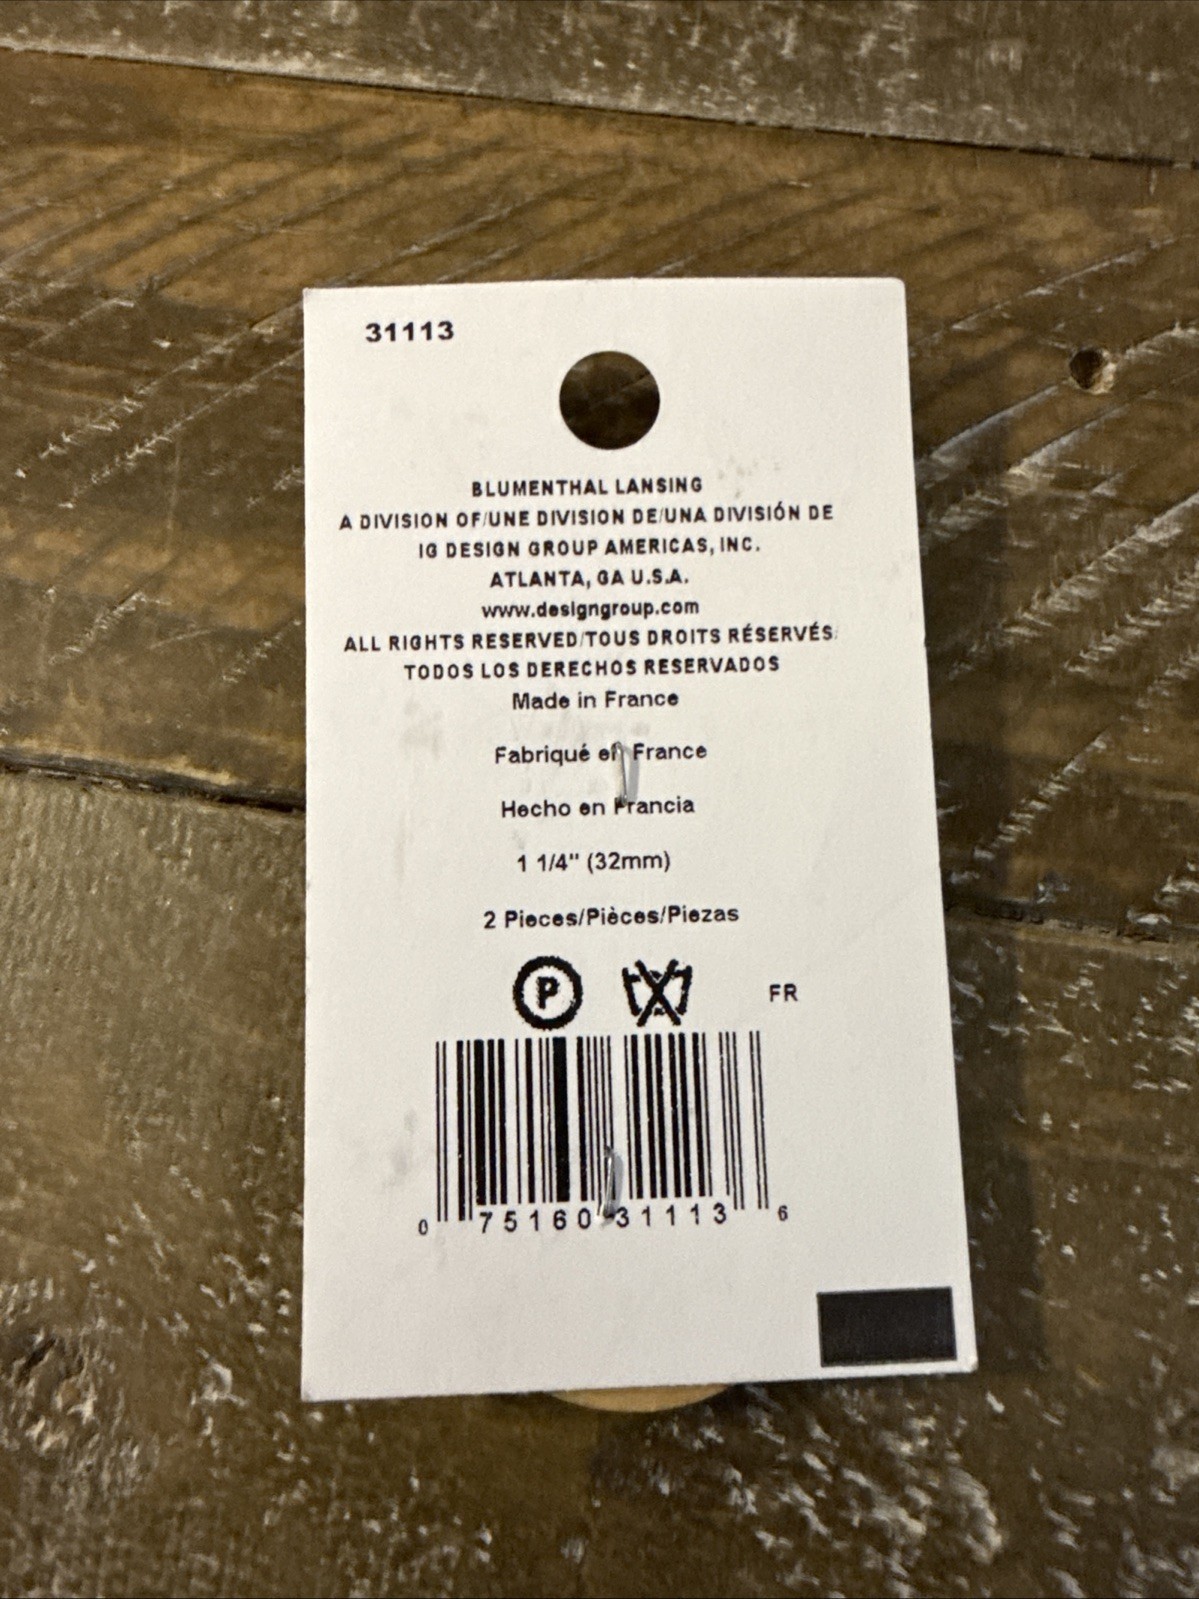 31113
BLUMENTHAL LANSING
A DIVISION OF/UNE DIVISION DE/UNA DIVISIÓN DE
IG DESIGN GROUP AMERICAS, INC.
ATLANTA, GA U.S.A.
www.designgroup.com
ALL RIGHTS RESERVED/TOUS DROITS RÉSERVÉS/
TODOS LOS DERECHOS RESERVADOS
Made in France
Fabriqué en France
Hecho en Francia
1 1/4" (32mm)
2 Pieces/Pièces/Piezas
P
FR
0 75160 31113 6